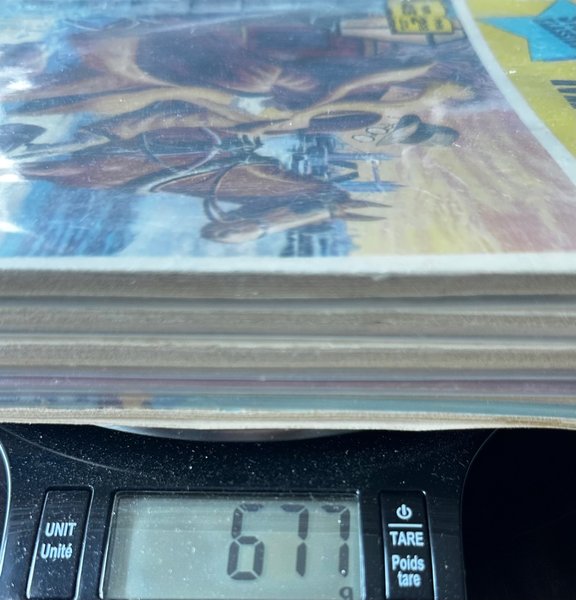 UNIT
Unité
677
g
TARE
Poids
tare